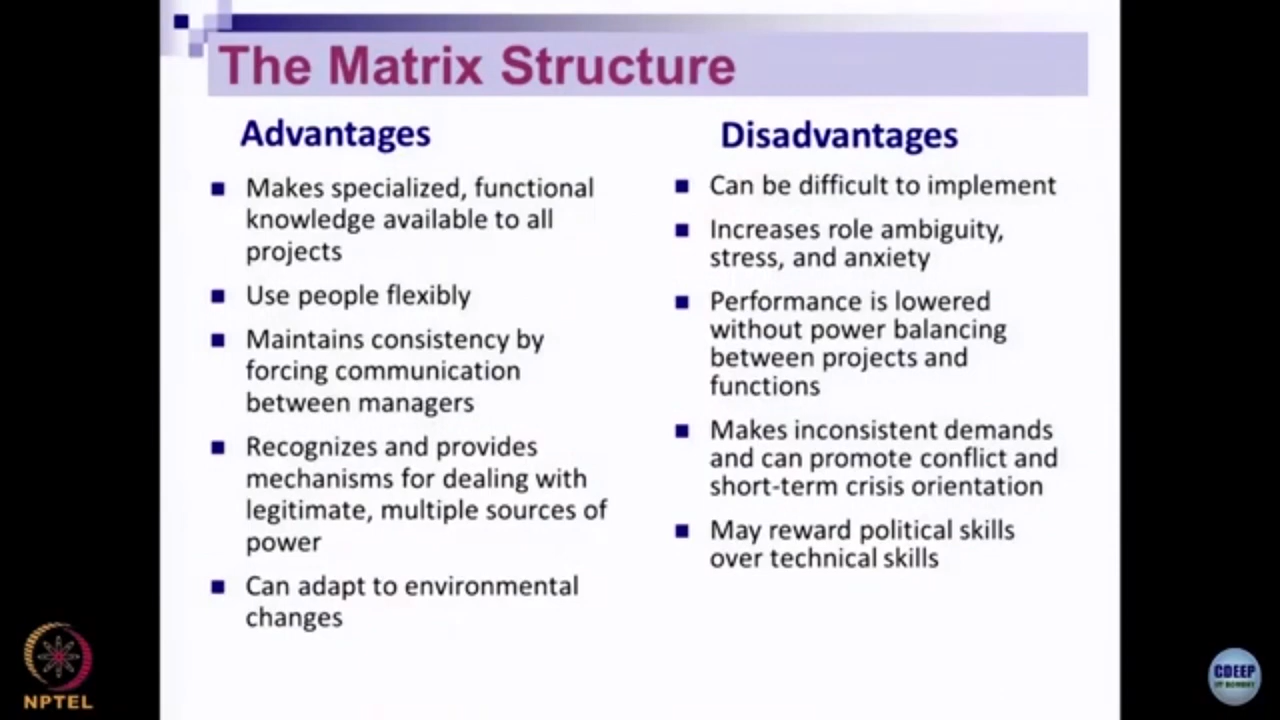 The Matrix Structure
Advantages
Makes specialized, functional
knowledge available to all
projects
Use people flexibly
Maintains consistency by
forcing communication
between managers
Recognizes and provides
mechanisms for dealing with
legitimate, multiple sources of
power
Can adapt to environmental
changes
Disadvantages
Can be difficult to implement
Increases role ambiguity,
stress, and anxiety
Performance is lowered
without power balancing
between projects and
functions
Makes inconsistent demands
and can promote conflict and
short-term crisis orientation
May reward political skills
over technical skills
NPTEL
CDEEP
IIT BOMBAY